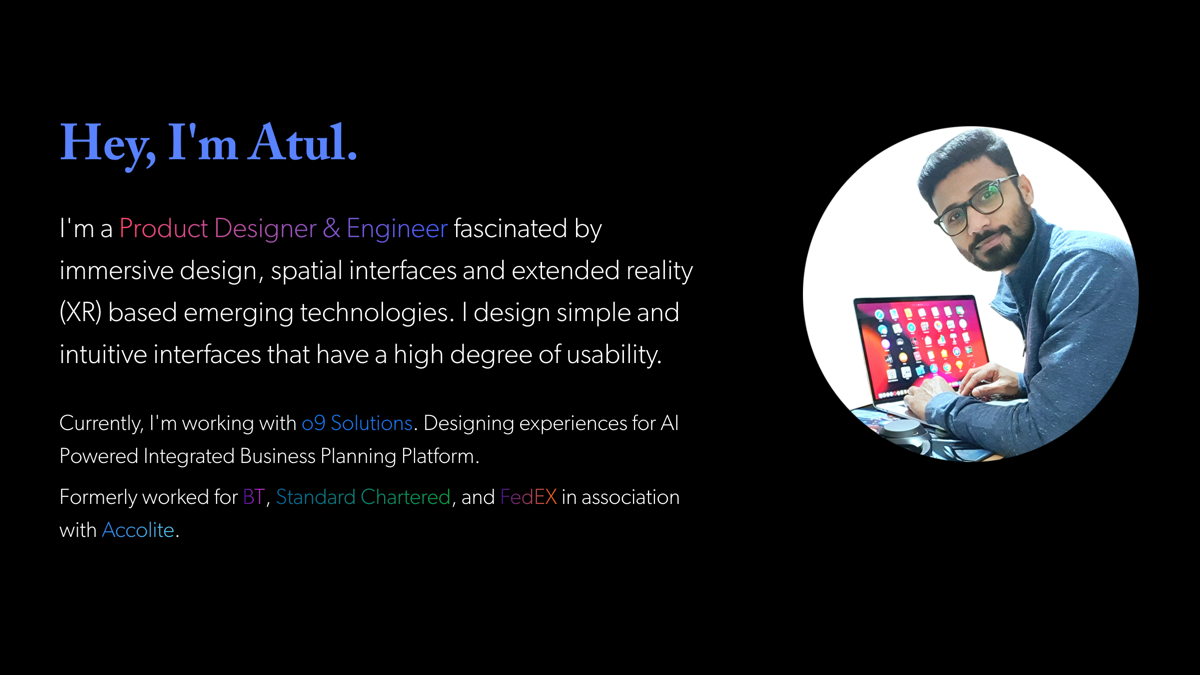 Hey, I'm Atul.
I'm a Product Designer & Engineer fascinated by
immersive design, spatial interfaces and extended reality
(XR) based emerging technologies. I design simple and
intuitive interfaces that have a high degree of usability.
Currently, I'm working with o9 Solutions. Designing experiences for AI
Powered Integrated Business Planning Platform.
Formerly worked for BT, Standard Chartered, and FedEX in association
with Accolite.